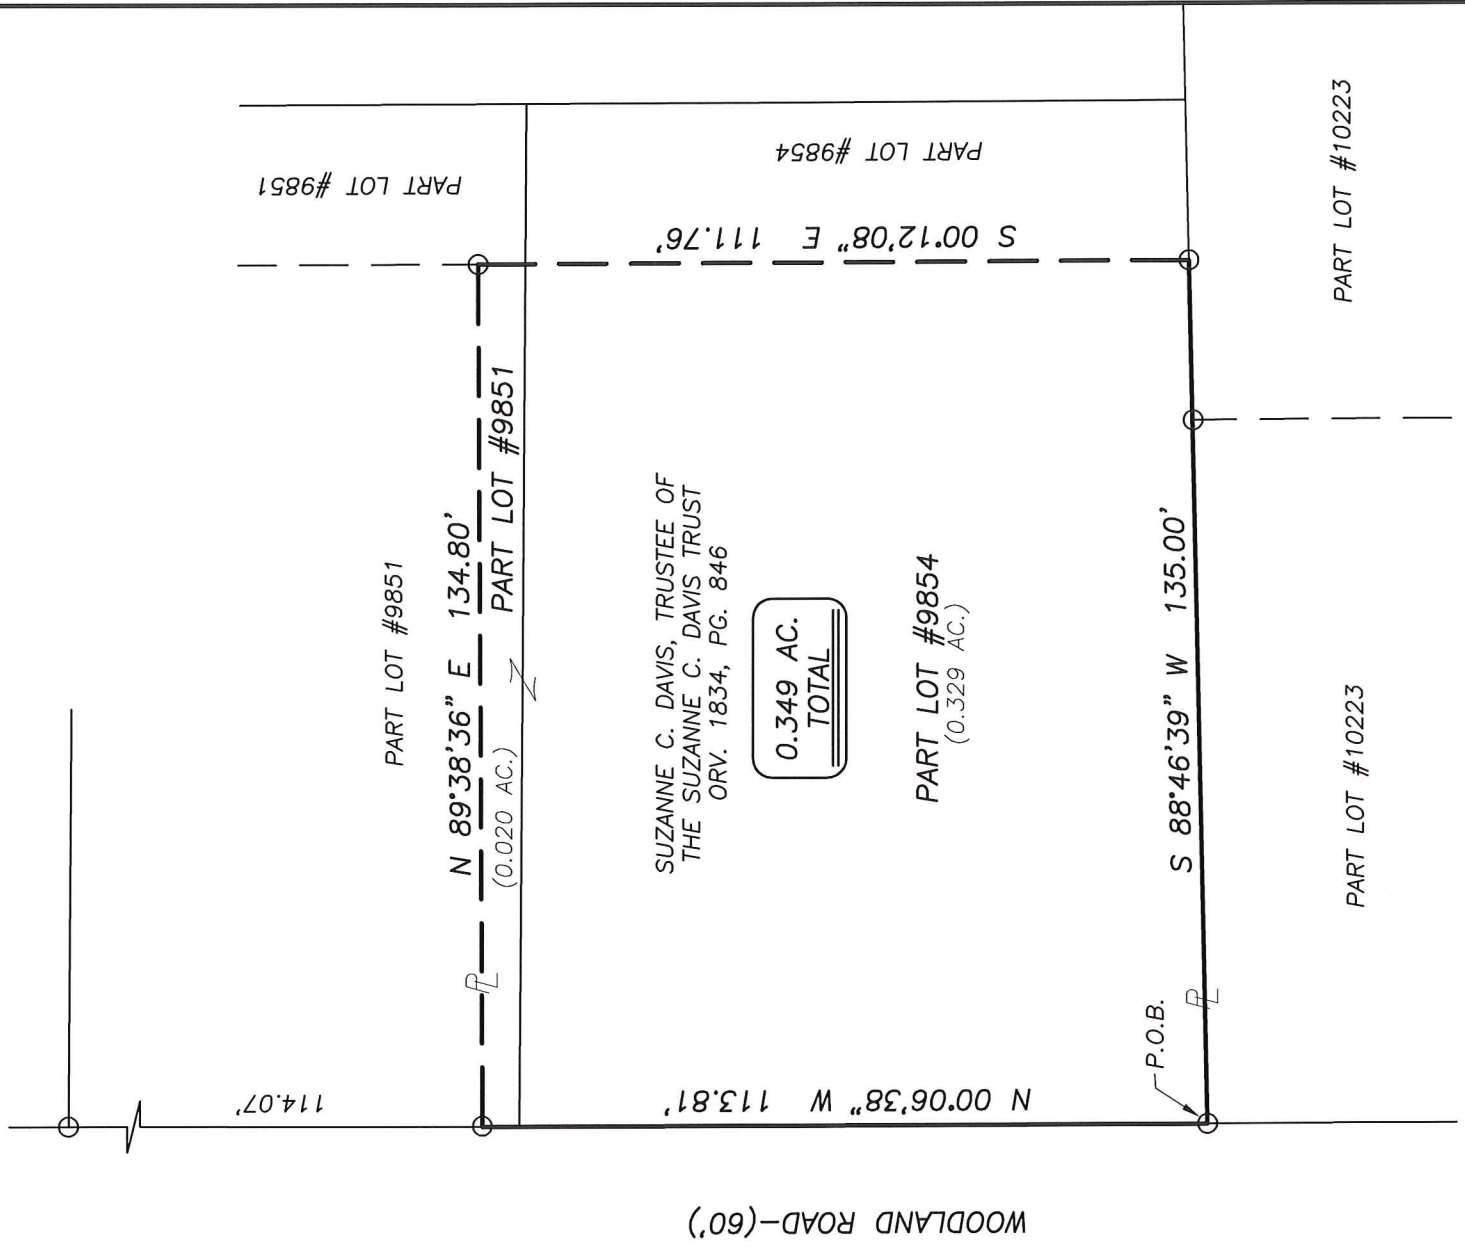 PART LOT #9851
PART LOT #9854
PART LOT #10223
S 00°12'08" E 111.76'
N 89°38'36" E 134.80'
PART LOT #9851
(0.020 AC.)
PART LOT #9851
SUZANNE C. DAVIS, TRUSTEE OF
THE SUZANNE C. DAVIS TRUST
ORV. 1834, PG. 846
0.349 AC.
TOTAL
PART LOT #9854
(0.329 AC.)
S 88°46'39" W 135.00'
PART LOT #10223
PL
PL
P.O.B.
114.07'
N 00°06'38" W 113.81'
WOODLAND ROAD-(60')